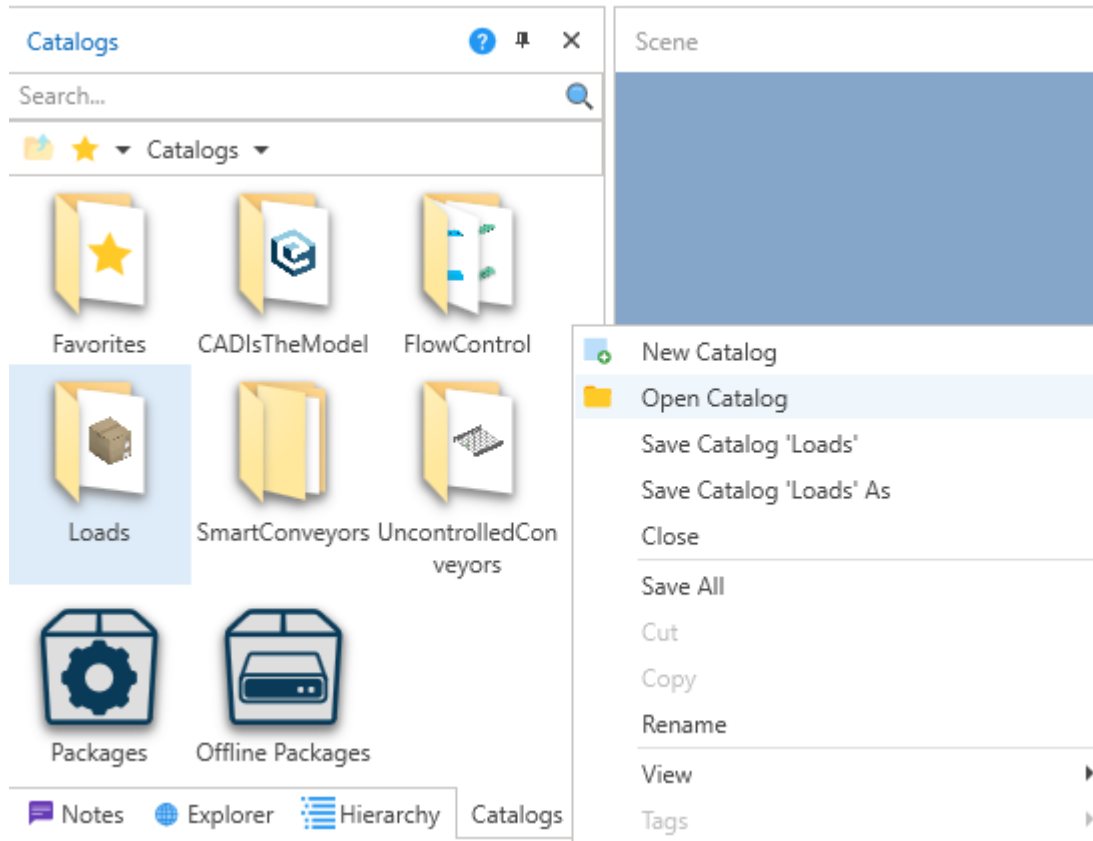 Catalogs
Scene
Search...
Catalogs
Favorites
CADIsTheModel
FlowControl
Loads
SmartConveyors
UncontrolledCon
veyors
Packages
Offline Packages
Notes
Explorer
Hierarchy
Catalogs
New Catalog
Open Catalog
Save Catalog 'Loads'
Save Catalog 'Loads' As
Close
Save All
Cut
Copy
Rename
View
Tags